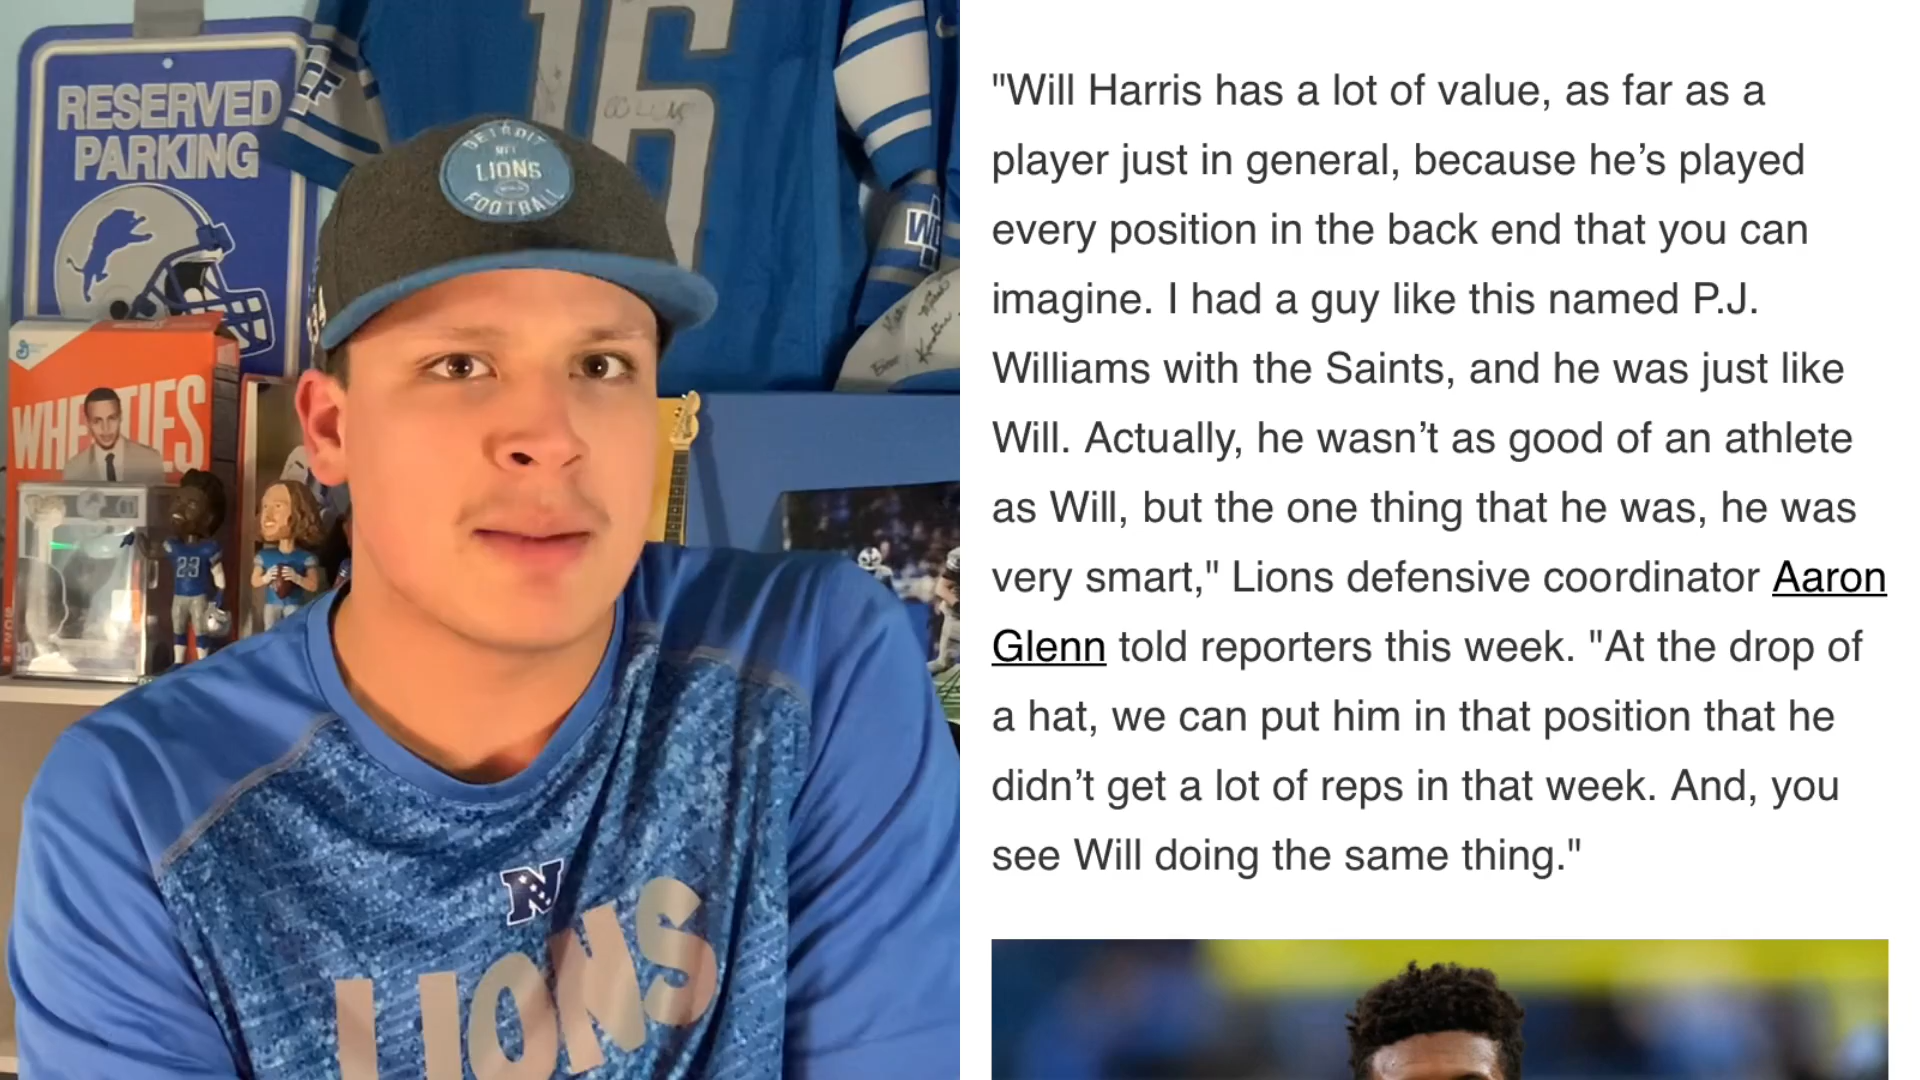 RESERVED
PARKING
16
DETROIT
NFL
LIONS
FOOTBALL
WHEATIES
23
N
LIONS
"Will Harris has a lot of value, as far as a
player just in general, because he’s played
every position in the back end that you can
imagine. I had a guy like this named P.J.
Williams with the Saints, and he was just like
Will. Actually, he wasn’t as good of an athlete
as Will, but the one thing that he was, he was
very smart," Lions defensive coordinator Aaron
Glenn told reporters this week. "At the drop of
a hat, we can put him in that position that he
didn’t get a lot of reps in that week. And, you
see Will doing the same thing."